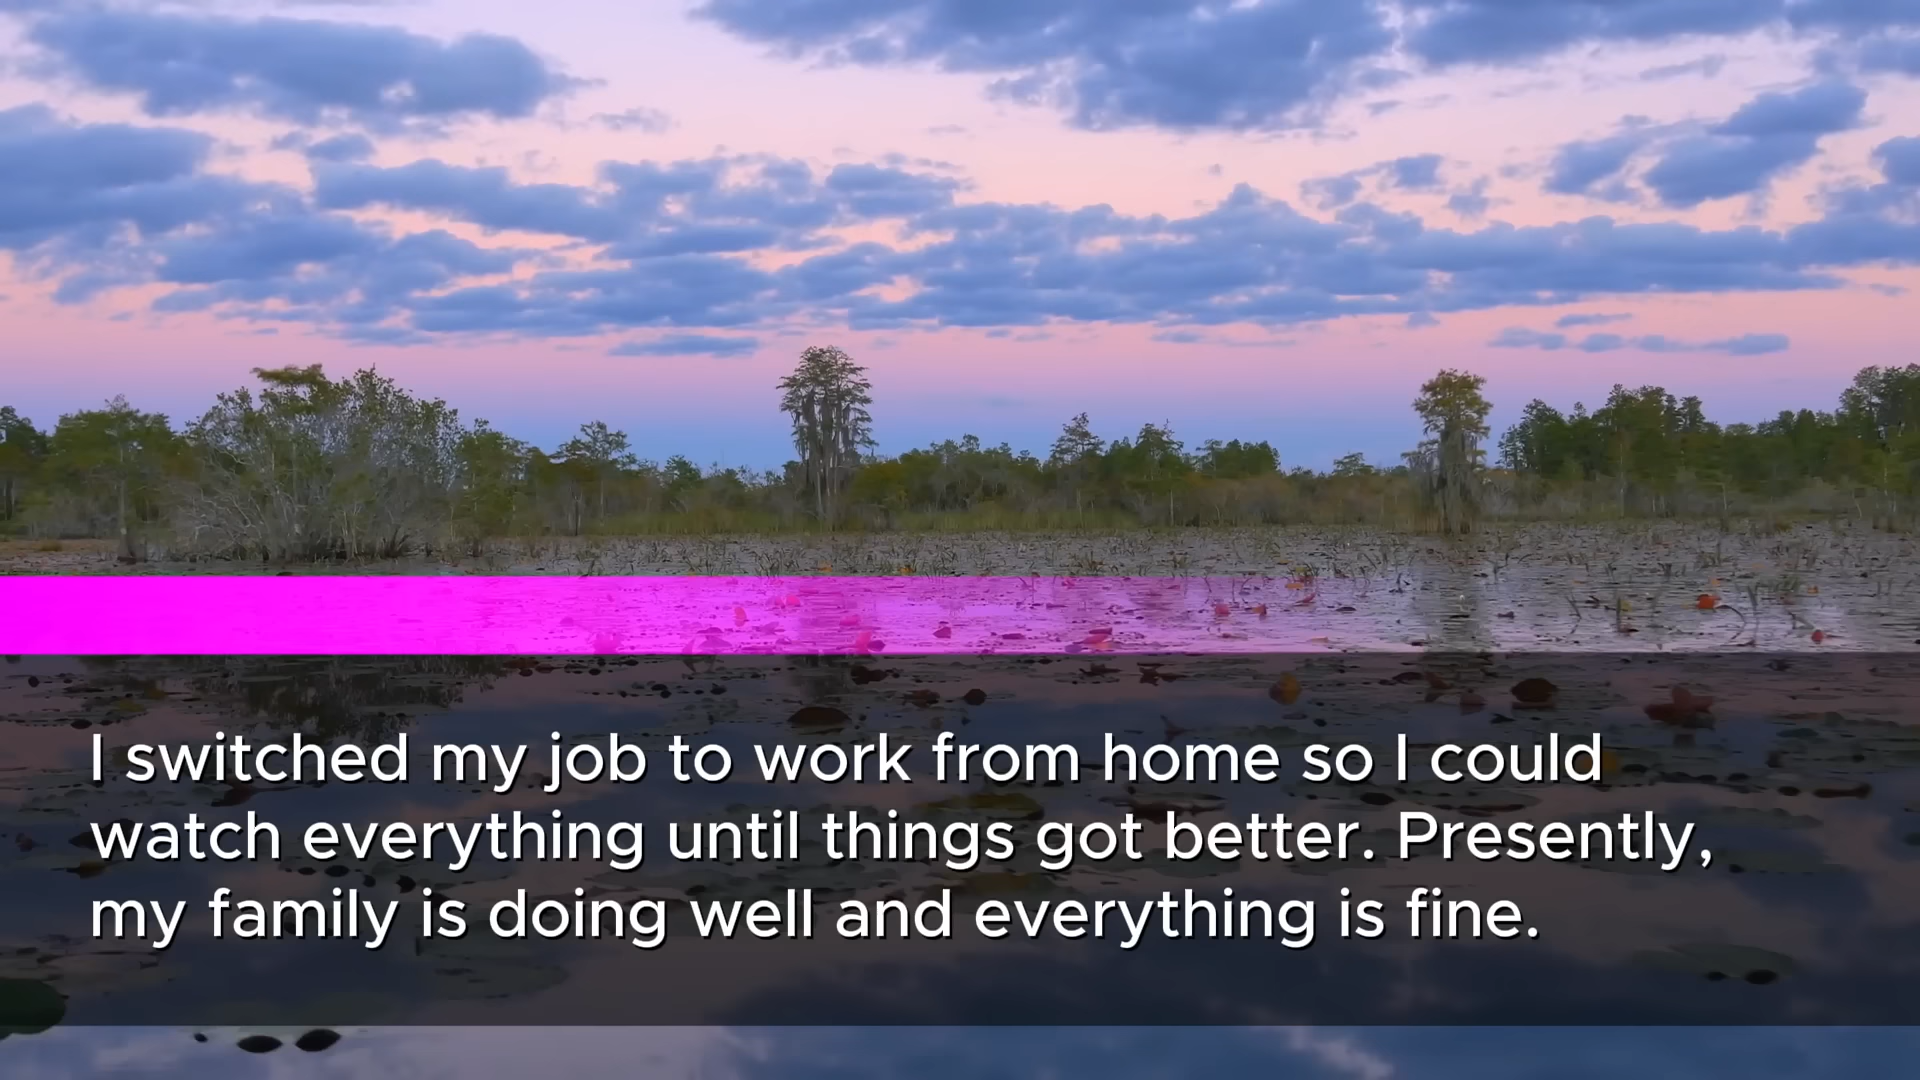 I switched my job to work from home so I could
watch everything until things got better. Presently,
my family is doing well and everything is fine.